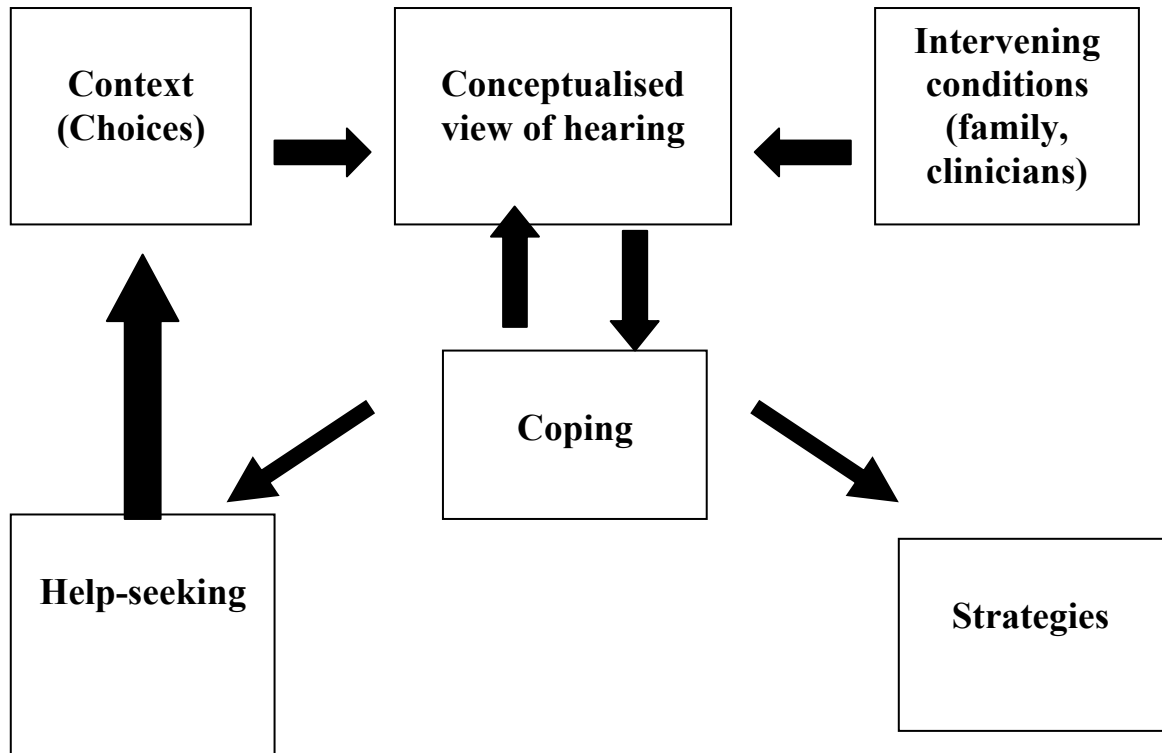 Context
(Choices)
Conceptualised
view of hearing
Intervening
conditions
(family,
clinicians)
Coping
Help-seeking
Strategies